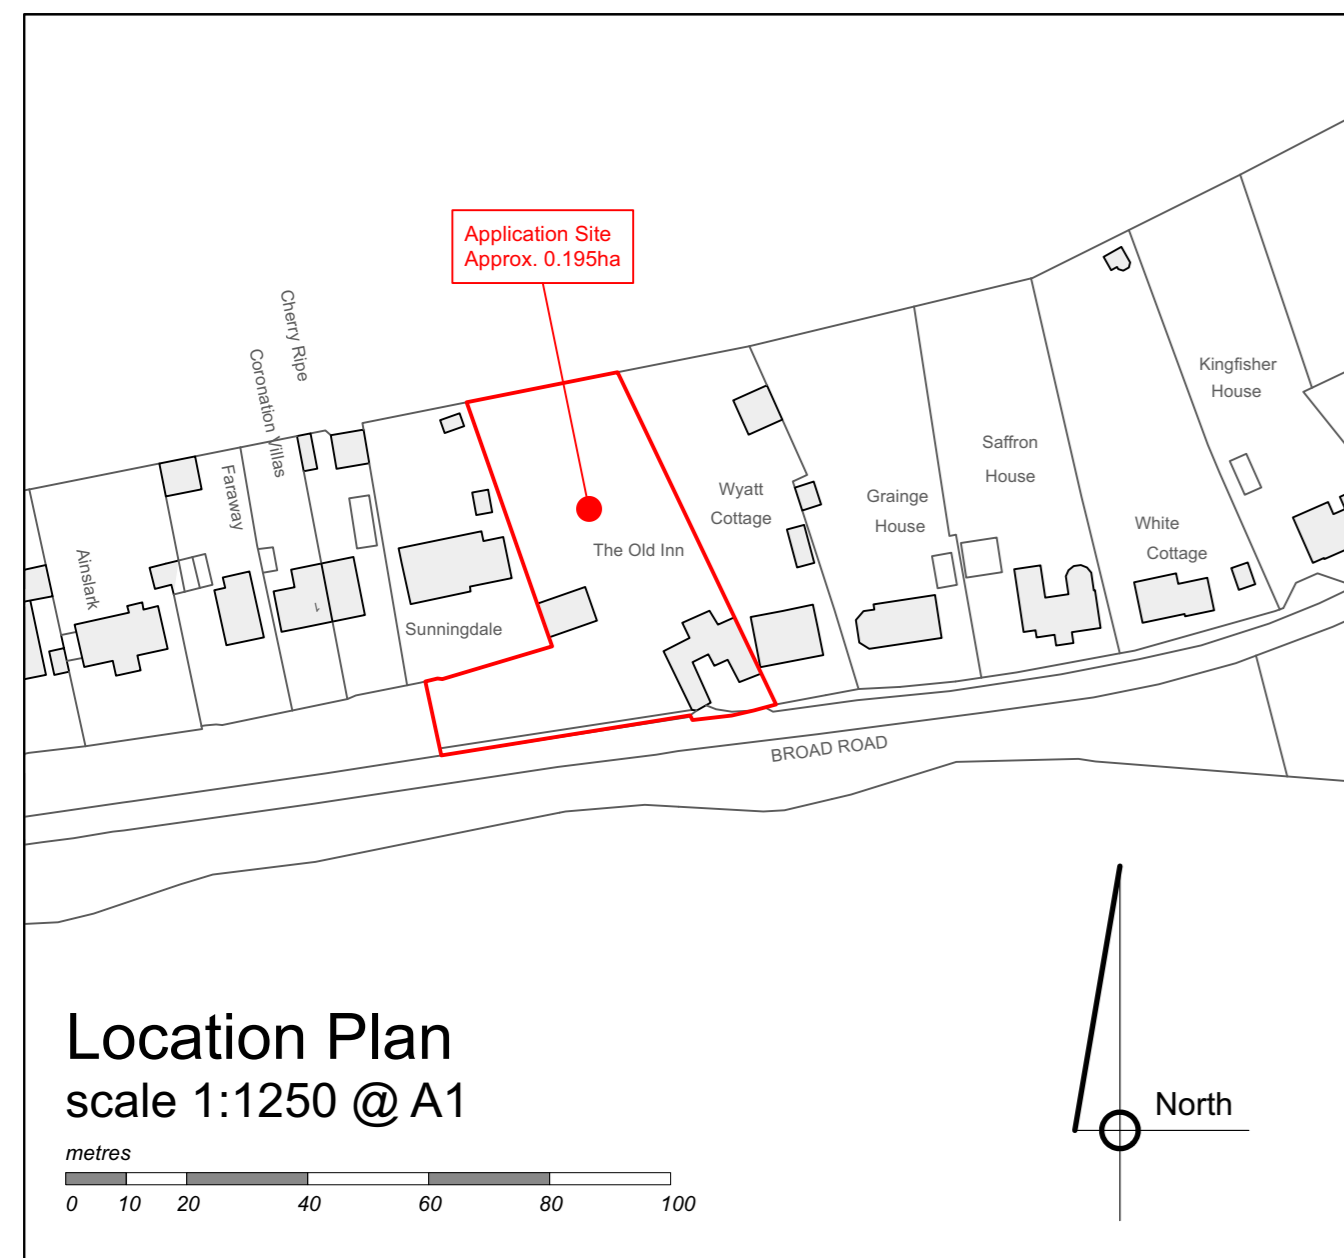 Application Site
Approx. 0.195ha
Cherry Ripe
Coronation Villas
Faraway
Ainslark
1
Sunningdale
The Old Inn
Wyatt
Cottage
Grainge
House
Saffron
House
White
Cottage
Kingfisher
House
BROAD ROAD
Location Plan
scale 1:1250 @ A1
metres
0 10 20 40 60 80 100
North